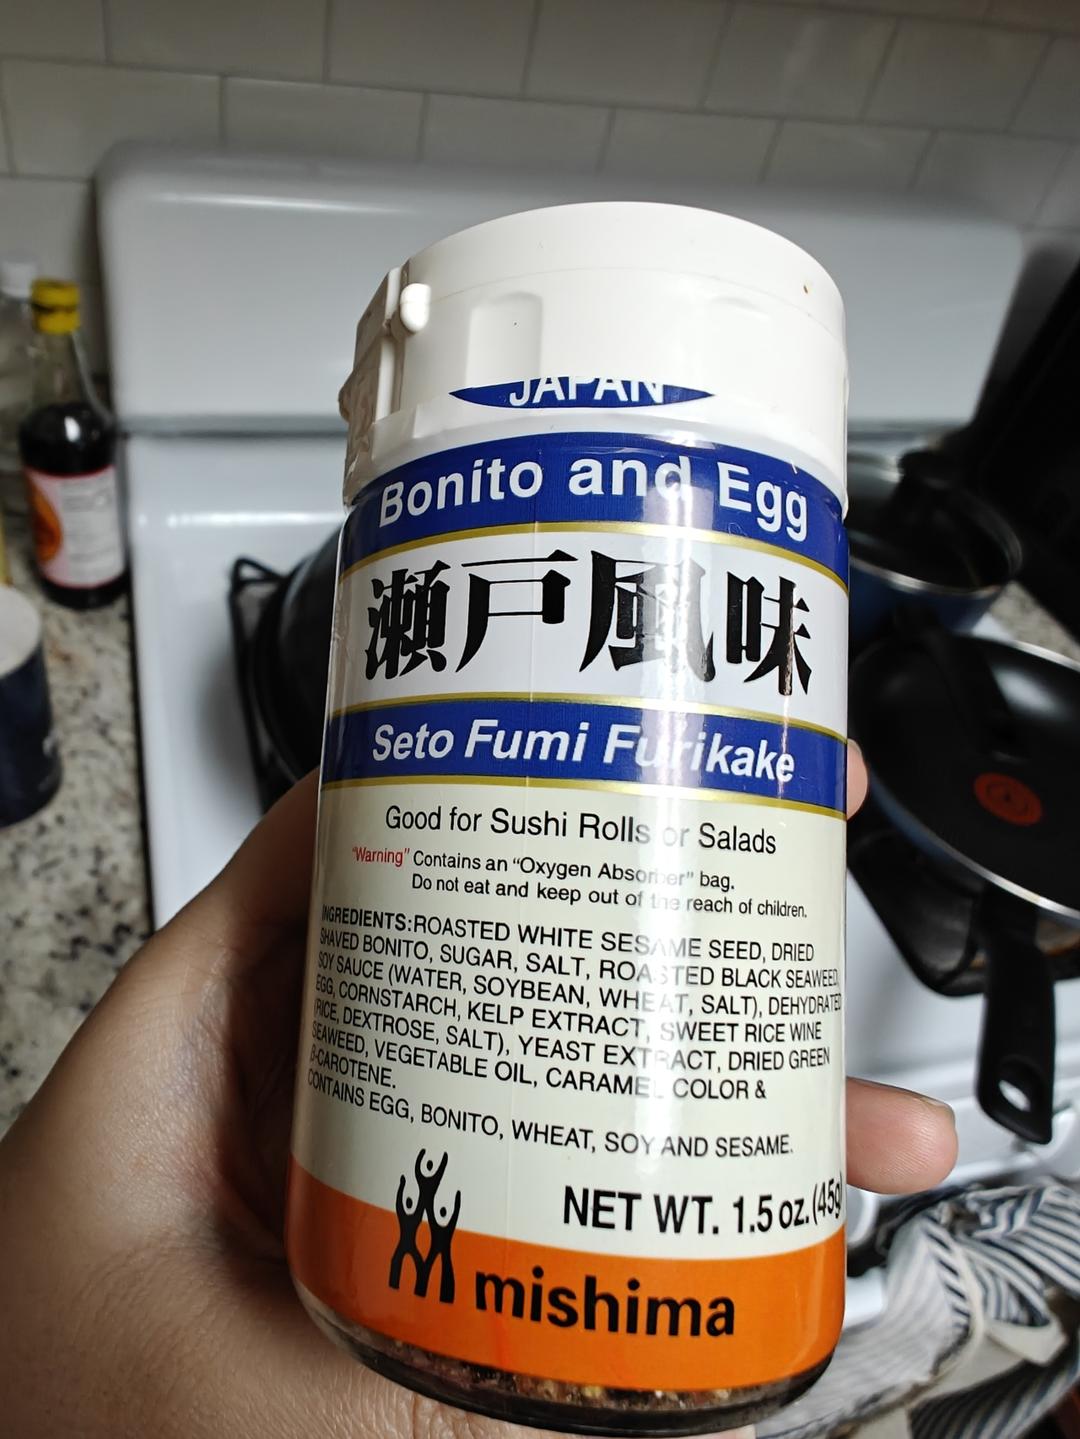 JAPAN
Bonito and Egg
瀬戸風味
Seto Fumi Furikake
Good for Sushi Rolls or Salads
"Warning" Contains an "Oxygen Absorber" bag.
Do not eat and keep out of the reach of children.
INGREDIENTS: ROASTED WHITE SESAME SEED, DRIED
SHAVED BONITO, SUGAR, SALT, ROASTED BLACK SEAWEED,
SOY SAUCE (WATER, SOYBEAN, WHEAT, SALT), DEHYDRATED
EGG, CORNSTARCH, KELP EXTRACT, SWEET RICE WINE
(RICE, DEXTROSE, SALT), YEAST EXTRACT, DRIED GREEN
SEAWEED, VEGETABLE OIL, CARAMEL COLOR &
β-CAROTENE.
CONTAINS EGG, BONITO, WHEAT, SOY AND SESAME.
NET WT. 1.5 oz. (45g)
mishima